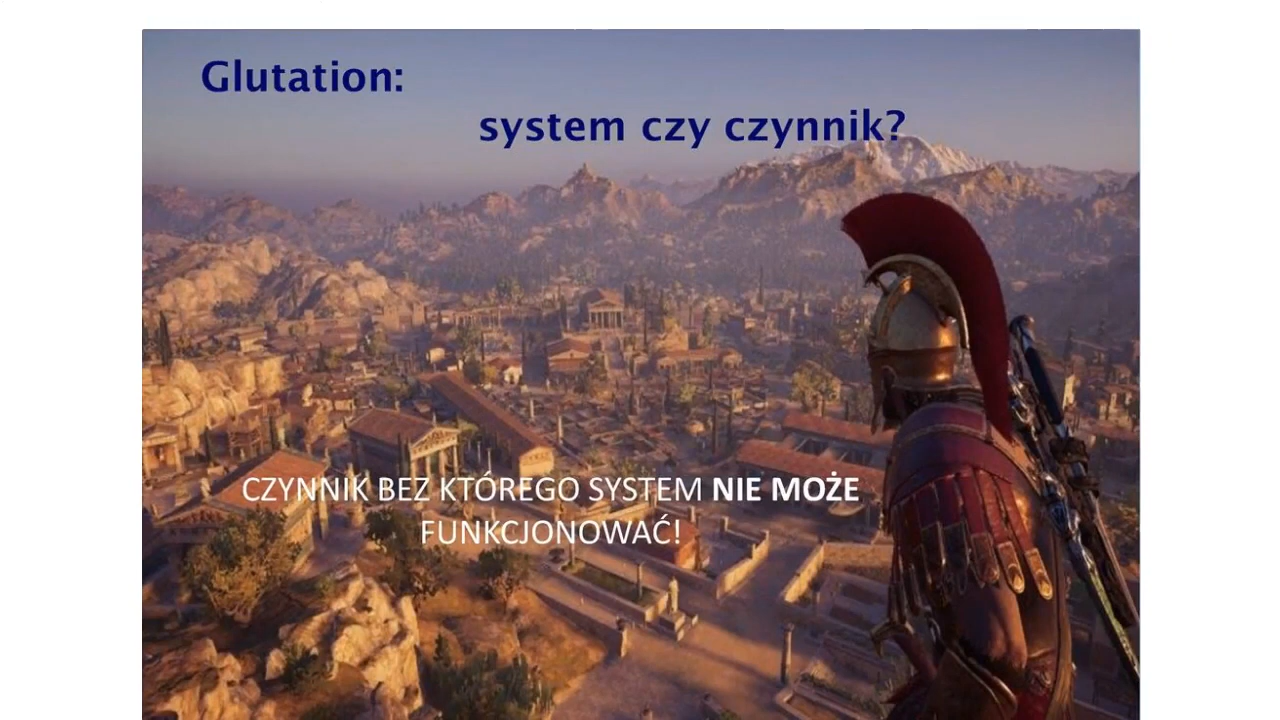 Glutation:
system czy czynnik?
CZYNNIK BEZ KTÓREGO SYSTEM NIE MOŻE
FUNKCJONOWAĆ!